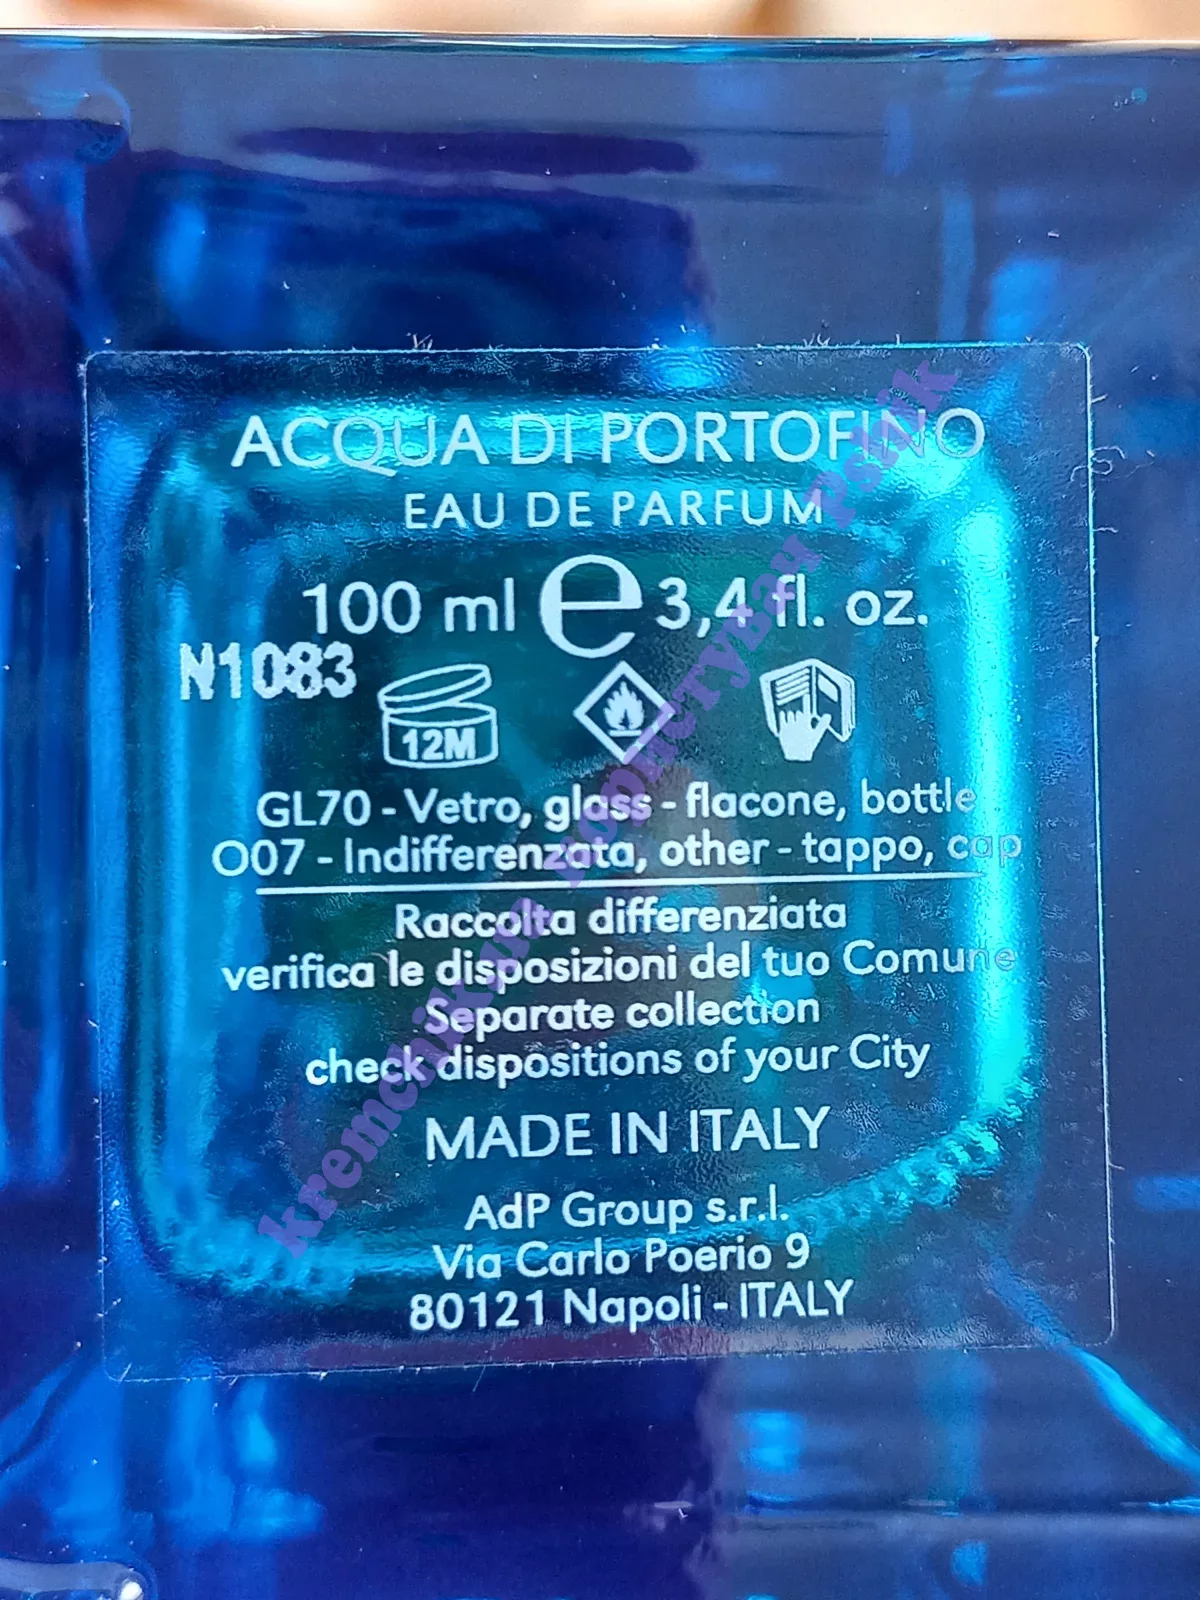 ACQUA DI PORTOFINO
EAU DE PARFUM
100 ml e 3,4 fl. oz.
N1083
12M
GL70 - Vetro, glass - flacone, bottle
O07 - Indifferenzata, other - tappo, cap
Raccolta differenziata
verifica le disposizioni del tuo Comune
Separate collection
check dispositions of your City
MADE IN ITALY
AdP Group s.r.l.
Via Carlo Poerio 9
80121 Napoli - ITALY
користувач Pshik